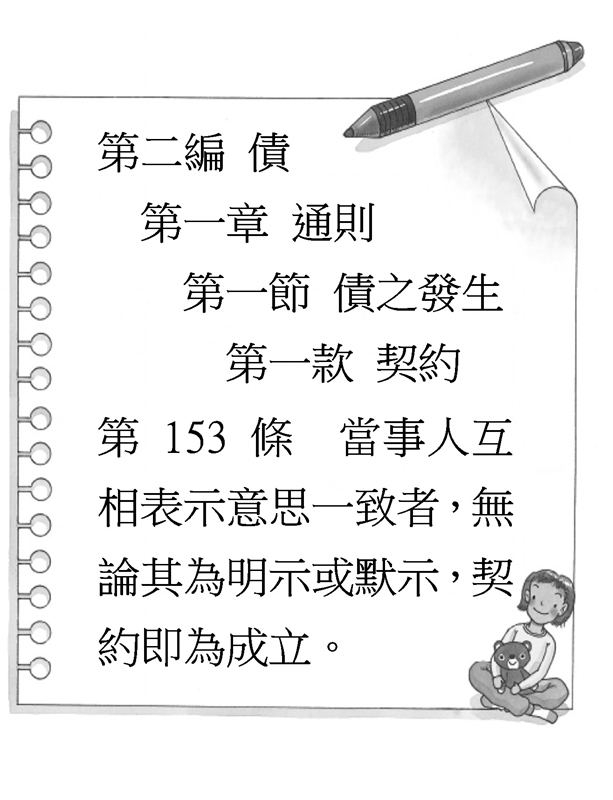 第二編 債
第一章 通則
第一節 債之發生
第一款 契約
第 153 條　當事人互
相表示意思一致者，無
論其為明示或默示，契
約即為成立。